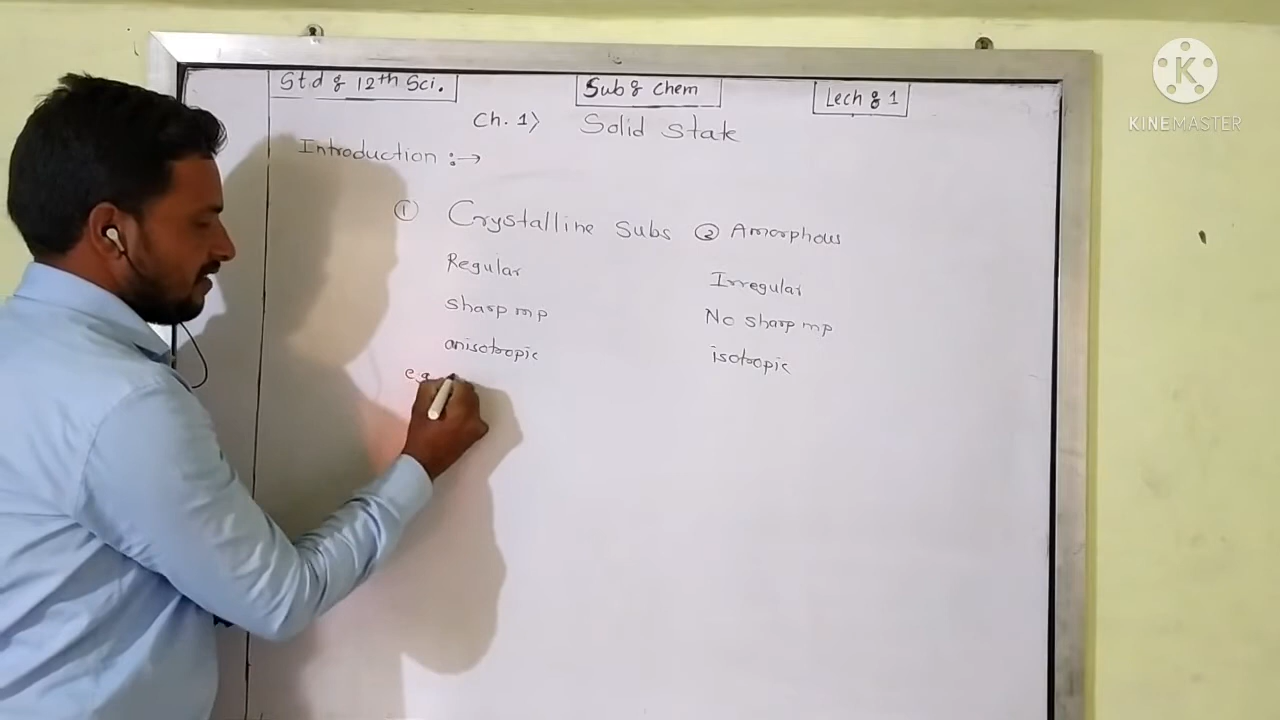 Std : 12th Sci.
Sub : Chem
Lech : 1
Ch. 1) Solid State
Introduction :→
① Crystalline Subs ② Amorphous
Regular Irregular
sharp mp No sharp mp
anisotropic isotropic
e.g
KINEMASTER